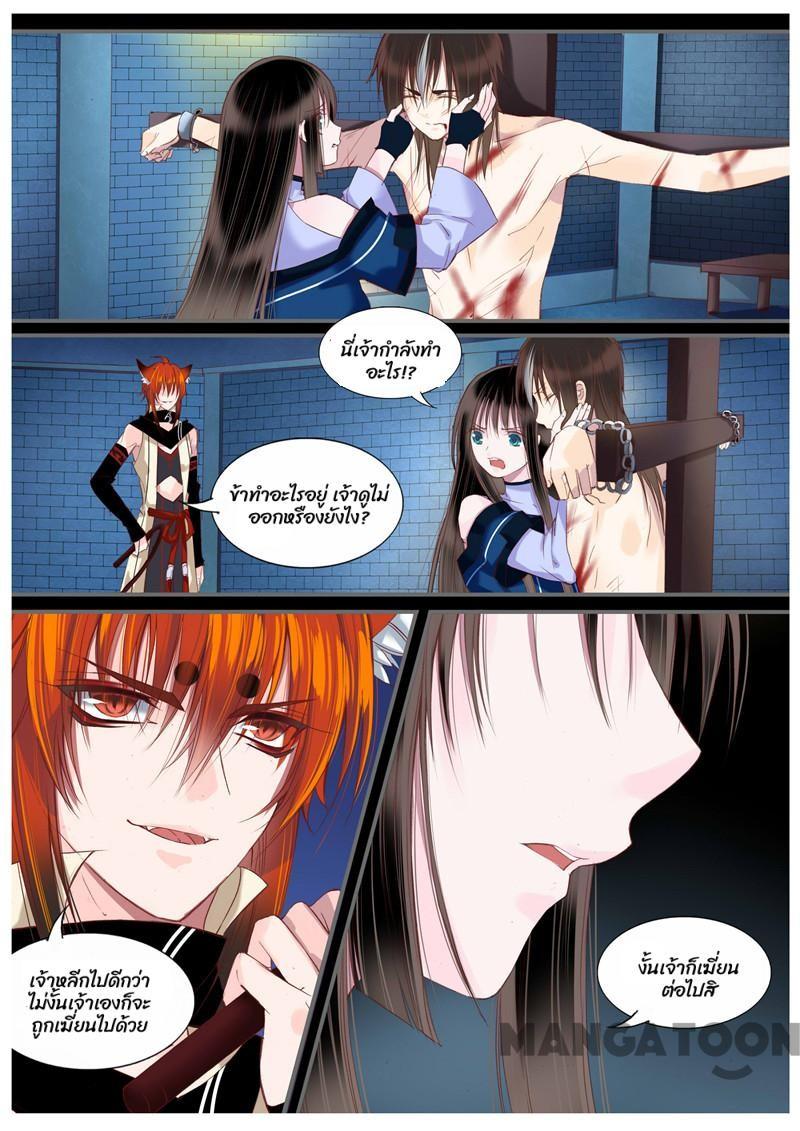 นี่เจ้ากำลังทำ
อะไร!?
ข้าทำอะไรอยู่ เจ้าดูไม่
ออกหรืองยังไง?
เจ้าหลีกไปดีกว่า
ไม่งั้นเจ้าเองก็จะ
ถูกเฆี่ยนไปด้วย
งั้นเจ้าก็เฆี่ยน
ต่อไปสิ
MANGATOON